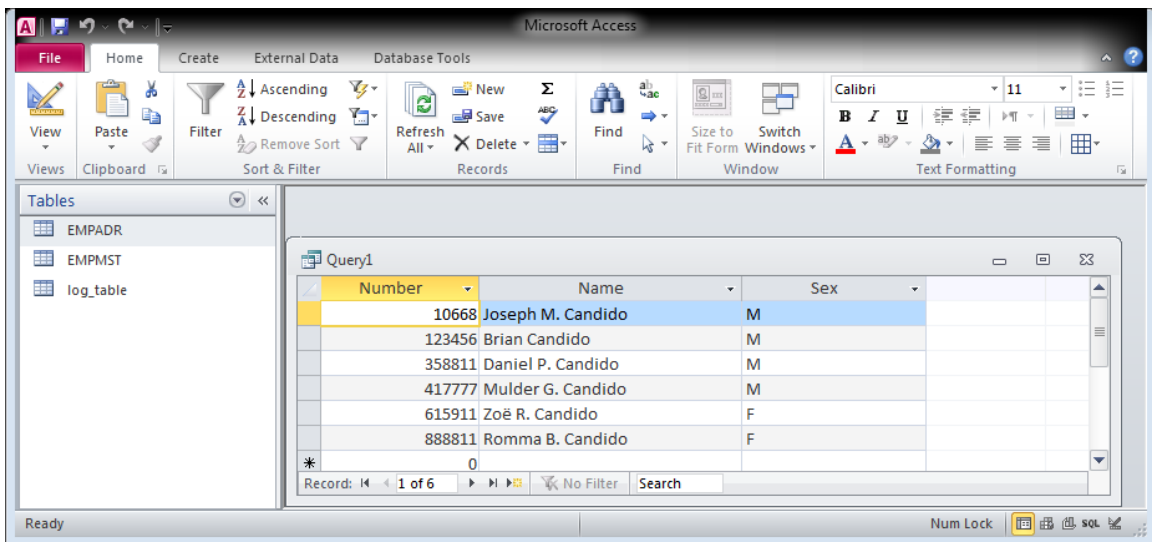 Microsoft Access
File Home Create External Data Database Tools
View Paste Filter Ascending Descending Remove Sort Refresh All New Save Delete Σ ABC Find ab ac Size to Fit Form Switch Windows Calibri 11 B I U A ab
Views Clipboard Sort & Filter Records Find Window Text Formatting
Tables
EMPADR
EMPMST
log_table
Query1
Number Name Sex
10668 Joseph M. Candido M
123456 Brian Candido M
358811 Daniel P. Candido M
417777 Mulder G. Candido M
615911 Zoë R. Candido F
888811 Romma B. Candido F
0
Record: 1 of 6 No Filter Search
Ready Num Lock SQL